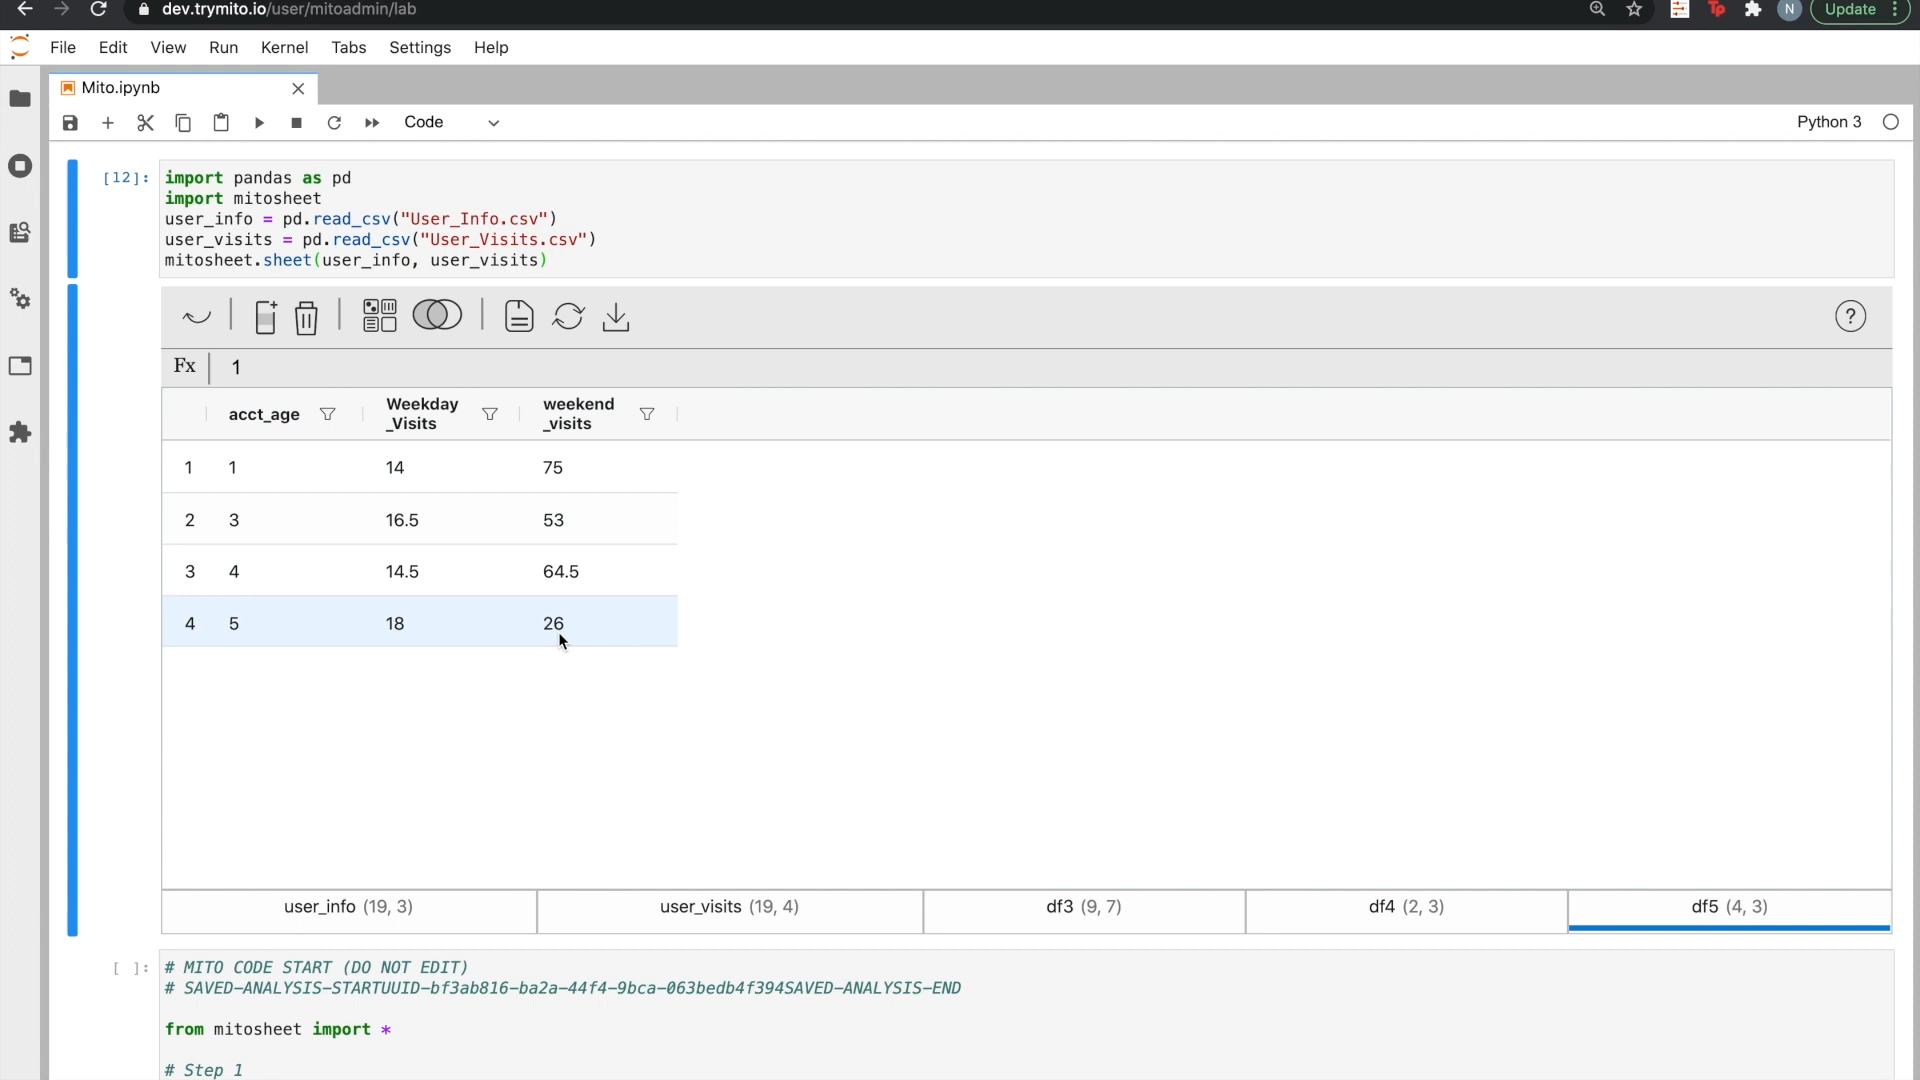 dev.trymito.io/user/mitoadmin/lab
N
Update
File Edit View Run Kernel Tabs Settings Help
Mito.ipynb
Code
Python 3
[12]:
import pandas as pd
import mitosheet
user_info = pd.read_csv("User_Info.csv")
user_visits = pd.read_csv("User_Visits.csv")
mitosheet.sheet(user_info, user_visits)
?
Fx 1
acct_age Weekday_Visits weekend_visits
1 1 14 75
2 3 16.5 53
3 4 14.5 64.5
4 5 18 26
user_info (19, 3) user_visits (19, 4) df3 (9, 7) df4 (2, 3) df5 (4, 3)
[ ]:
# MITO CODE START (DO NOT EDIT)
# SAVED-ANALYSIS-STARTUUID-bf3ab816-ba2a-44f4-9bca-063bedb4f394SAVED-ANALYSIS-END
from mitosheet import *
# Step 1